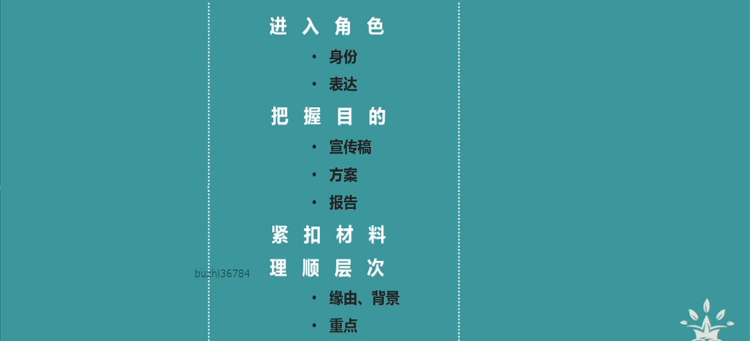 进入角色
• 身份
• 表达
把握目的
• 宣传稿
• 方案
• 报告
紧扣材料
理顺层次
buzhi36784
• 缘由、背景
• 重点